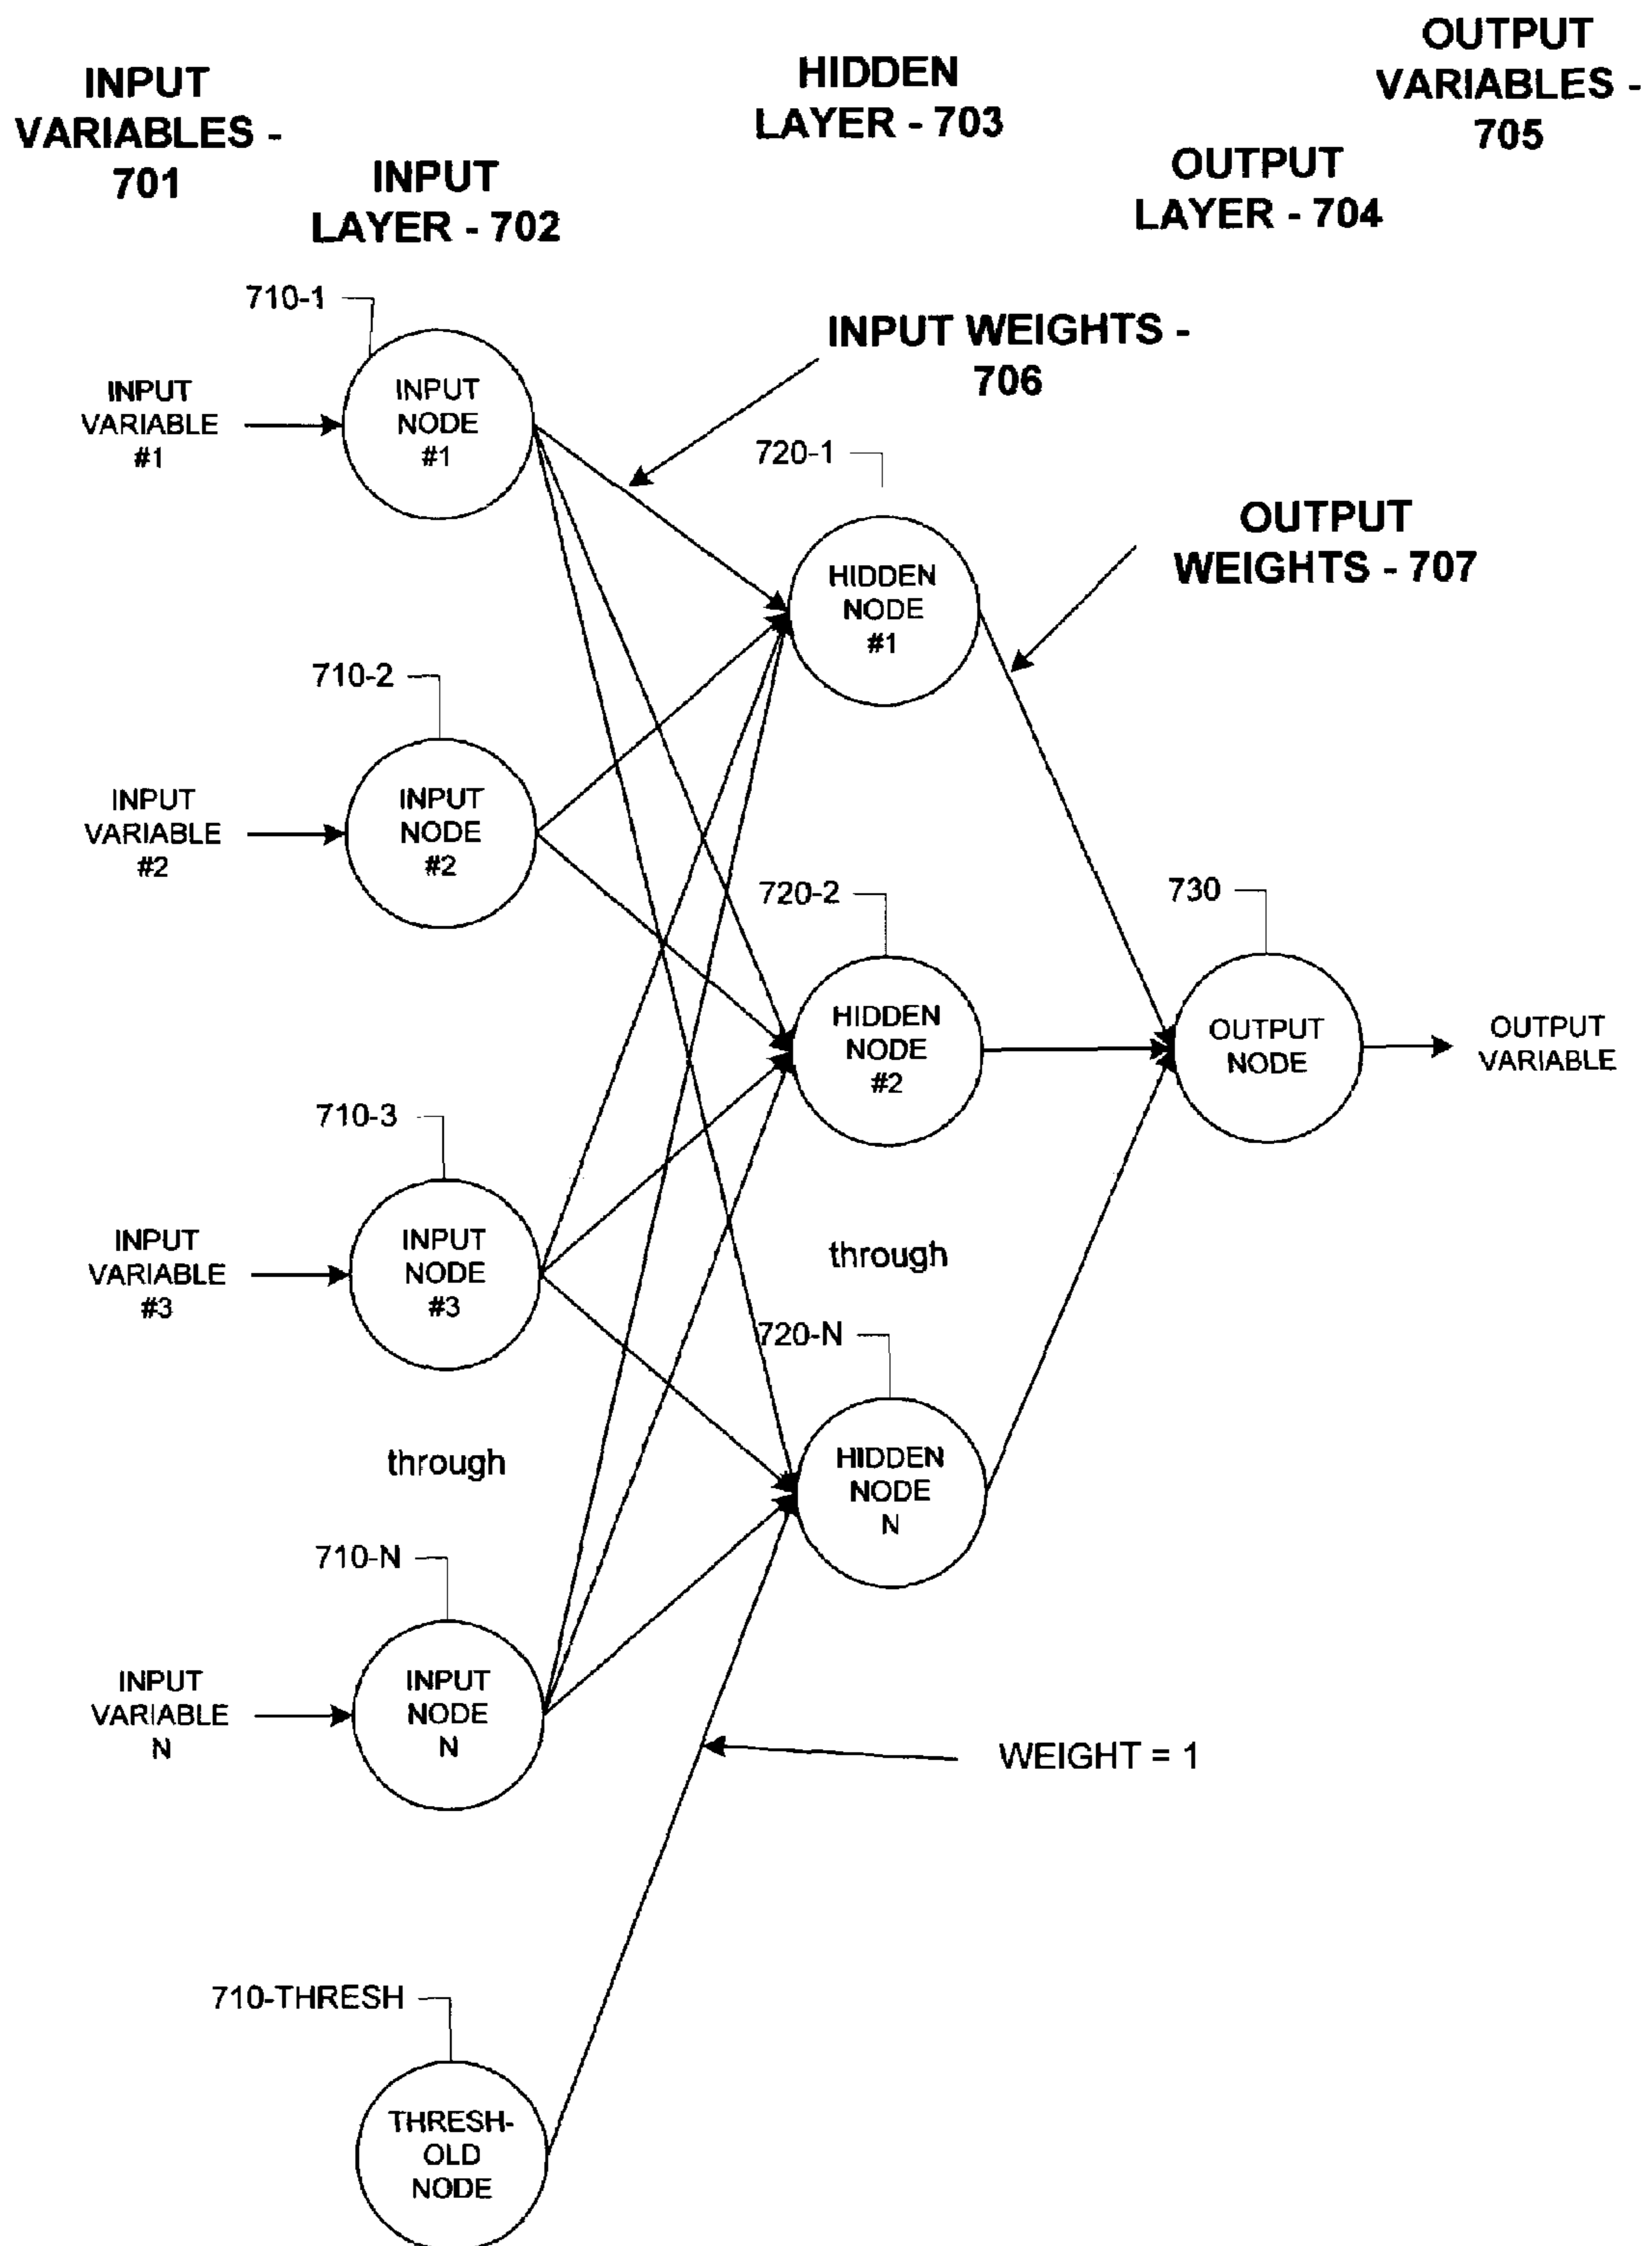 INPUT
VARIABLES -
701
INPUT
LAYER - 702
HIDDEN
LAYER - 703
OUTPUT
LAYER - 704
OUTPUT
VARIABLES -
705
710-1
INPUT
VARIABLE
#1
INPUT
NODE
#1
INPUT WEIGHTS -
706
720-1
HIDDEN
NODE
#1
OUTPUT
WEIGHTS - 707
710-2
INPUT
VARIABLE
#2
INPUT
NODE
#2
720-2
HIDDEN
NODE
#2
730
OUTPUT
NODE
OUTPUT
VARIABLE
710-3
INPUT
VARIABLE
#3
INPUT
NODE
#3
through
720-N
HIDDEN
NODE
N
through
710-N
INPUT
VARIABLE
N
INPUT
NODE
N
WEIGHT = 1
710-THRESH
THRESH-
OLD
NODE